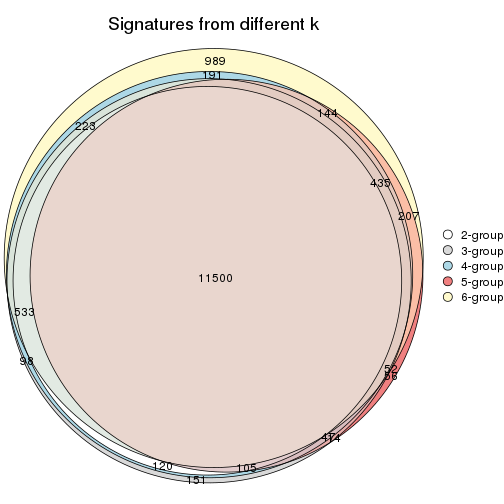 Signatures from different k
989
191
144
223
435
207
11500
533
52
56
98
120
105
151
2-group
3-group
4-group
5-group
6-group